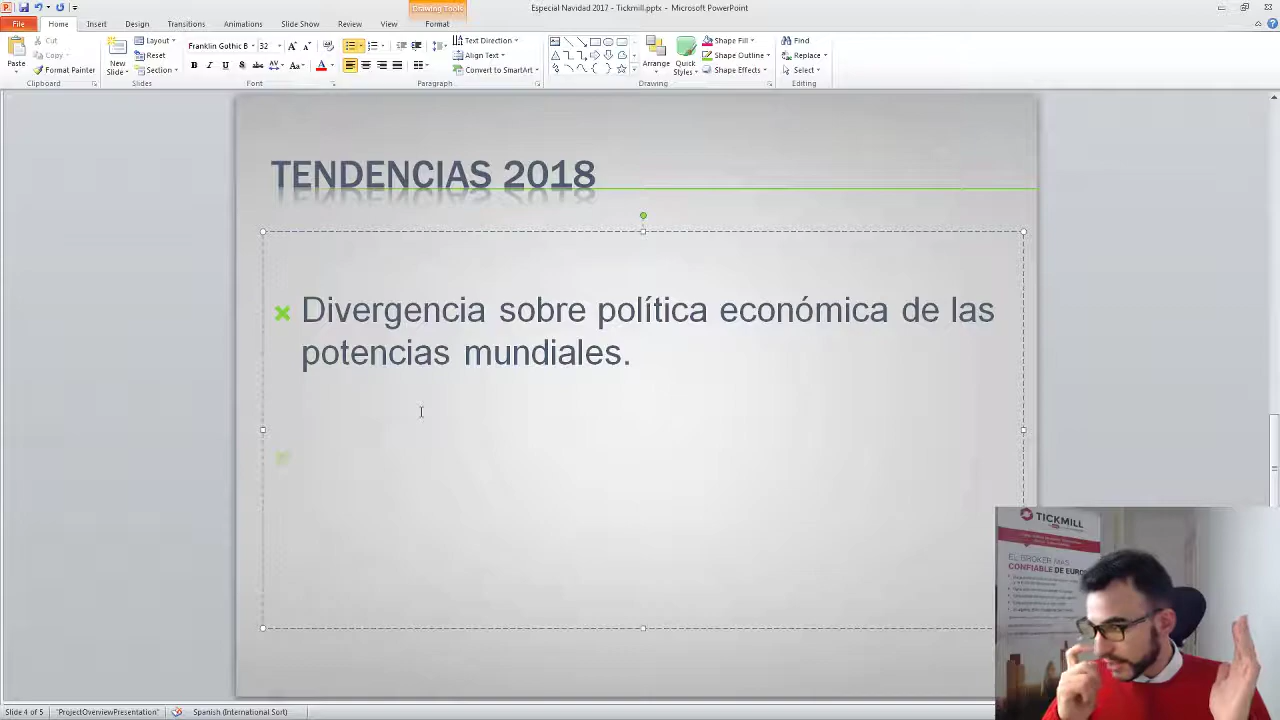 Especial Navidad 2017 - Tickmill.pptx - Microsoft PowerPoint
Drawing Tools
File Home Insert Design Transitions Animations Slide Show Review View Format
Paste
Cut
Copy
Format Painter
Clipboard
New Slide
Layout
Reset
Section
Slides
Franklin Gothic B 32
Font
Text Direction
Align Text
Convert to SmartArt
Paragraph
Arrange
Quick Styles
Shape Fill
Shape Outline
Shape Effects
Drawing
Find
Replace
Select
Editing
TENDENCIAS 2018
Divergencia sobre política económica de las
potencias mundiales.
TICKMILL
EL BROKER MÁS
CONFIABLE DE EUROP
Slide 4 of 5 "ProjectOverviewPresentation" Spanish (International Sort)